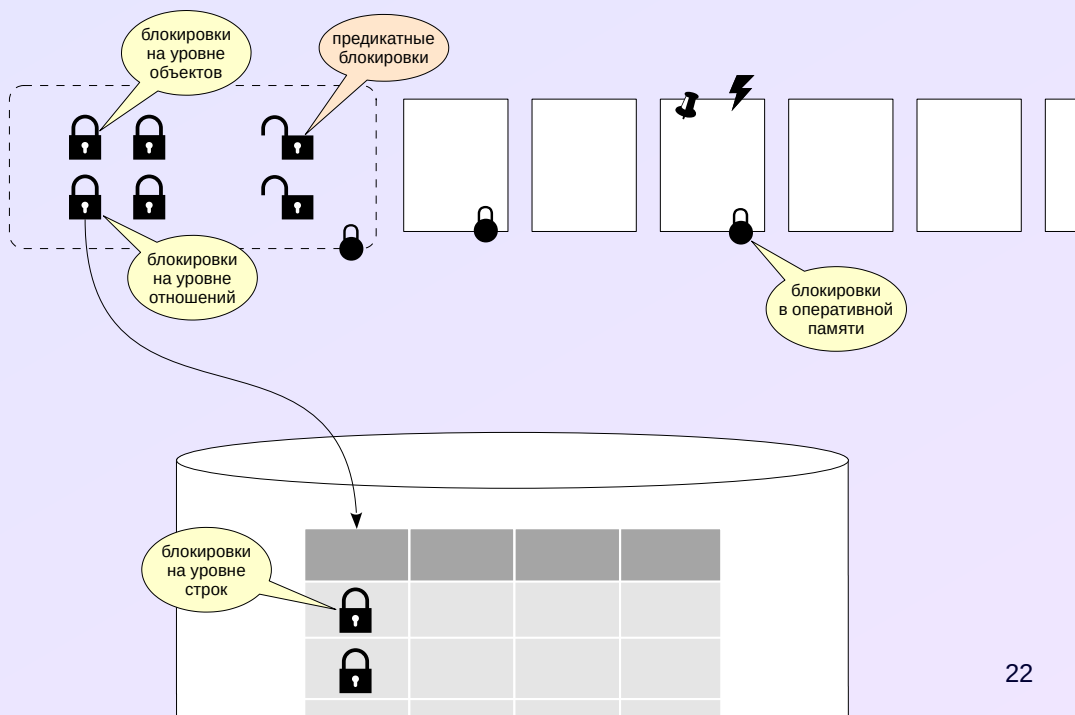 блокировки
на уровне
объектов
предикатные
блокировки
блокировки
на уровне
отношений
блокировки
в оперативной
памяти
блокировки
на уровне
строк
22